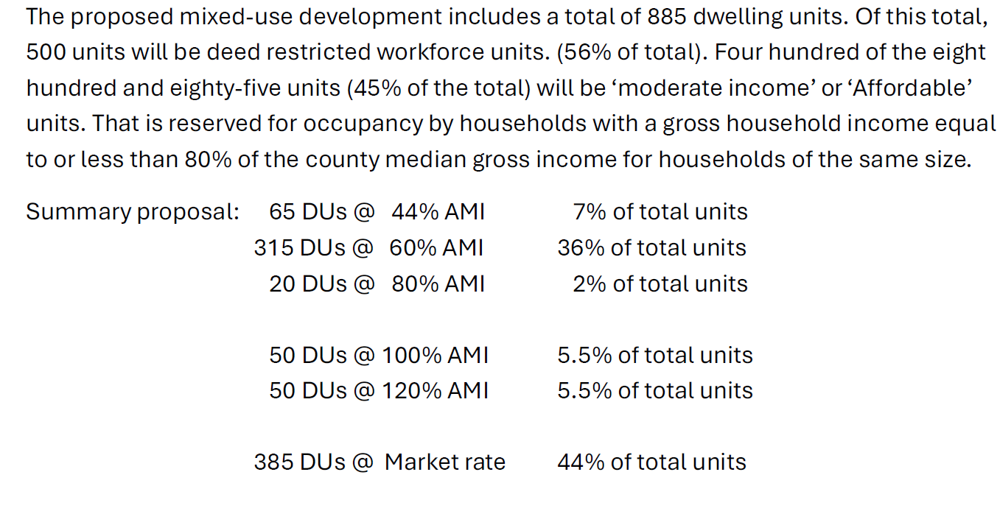 The proposed mixed-use development includes a total of 885 dwelling units. Of this total,
500 units will be deed restricted workforce units. (56% of total). Four hundred of the eight
hundred and eighty-five units (45% of the total) will be ‘moderate income’ or ‘Affordable’
units. That is reserved for occupancy by households with a gross household income equal
to or less than 80% of the county median gross income for households of the same size.
Summary proposal: 65 DUs @ 44% AMI 7% of total units
315 DUs @ 60% AMI 36% of total units
20 DUs @ 80% AMI 2% of total units
50 DUs @ 100% AMI 5.5% of total units
50 DUs @ 120% AMI 5.5% of total units
385 DUs @ Market rate 44% of total units